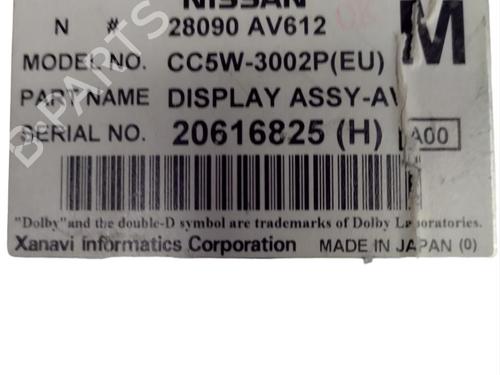 NISSAN
N # 28090 AV612
M
MODEL NO. CC5W-3002P(EU)
PART NAME DISPLAY ASSY-AV
SERIAL NO. 20616825 (H) A00
"Dolby"and the double-D symbol are trademarks of Dolby Laboratories.
Xanavi Informatics Corporation MADE IN JAPAN (0)